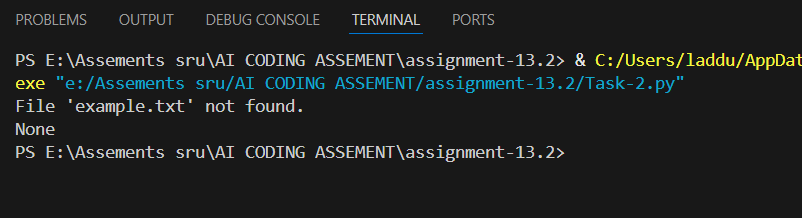 PROBLEMS OUTPUT DEBUG CONSOLE TERMINAL PORTS
PS E:\Assements sru\AI CODING ASSEMENT\assignment-13.2> & C:/Users/laddu/AppDat
exe "e:/Assements sru/AI CODING ASSEMENT/assignment-13.2/Task-2.py"
File 'example.txt' not found.
None
PS E:\Assements sru\AI CODING ASSEMENT\assignment-13.2>